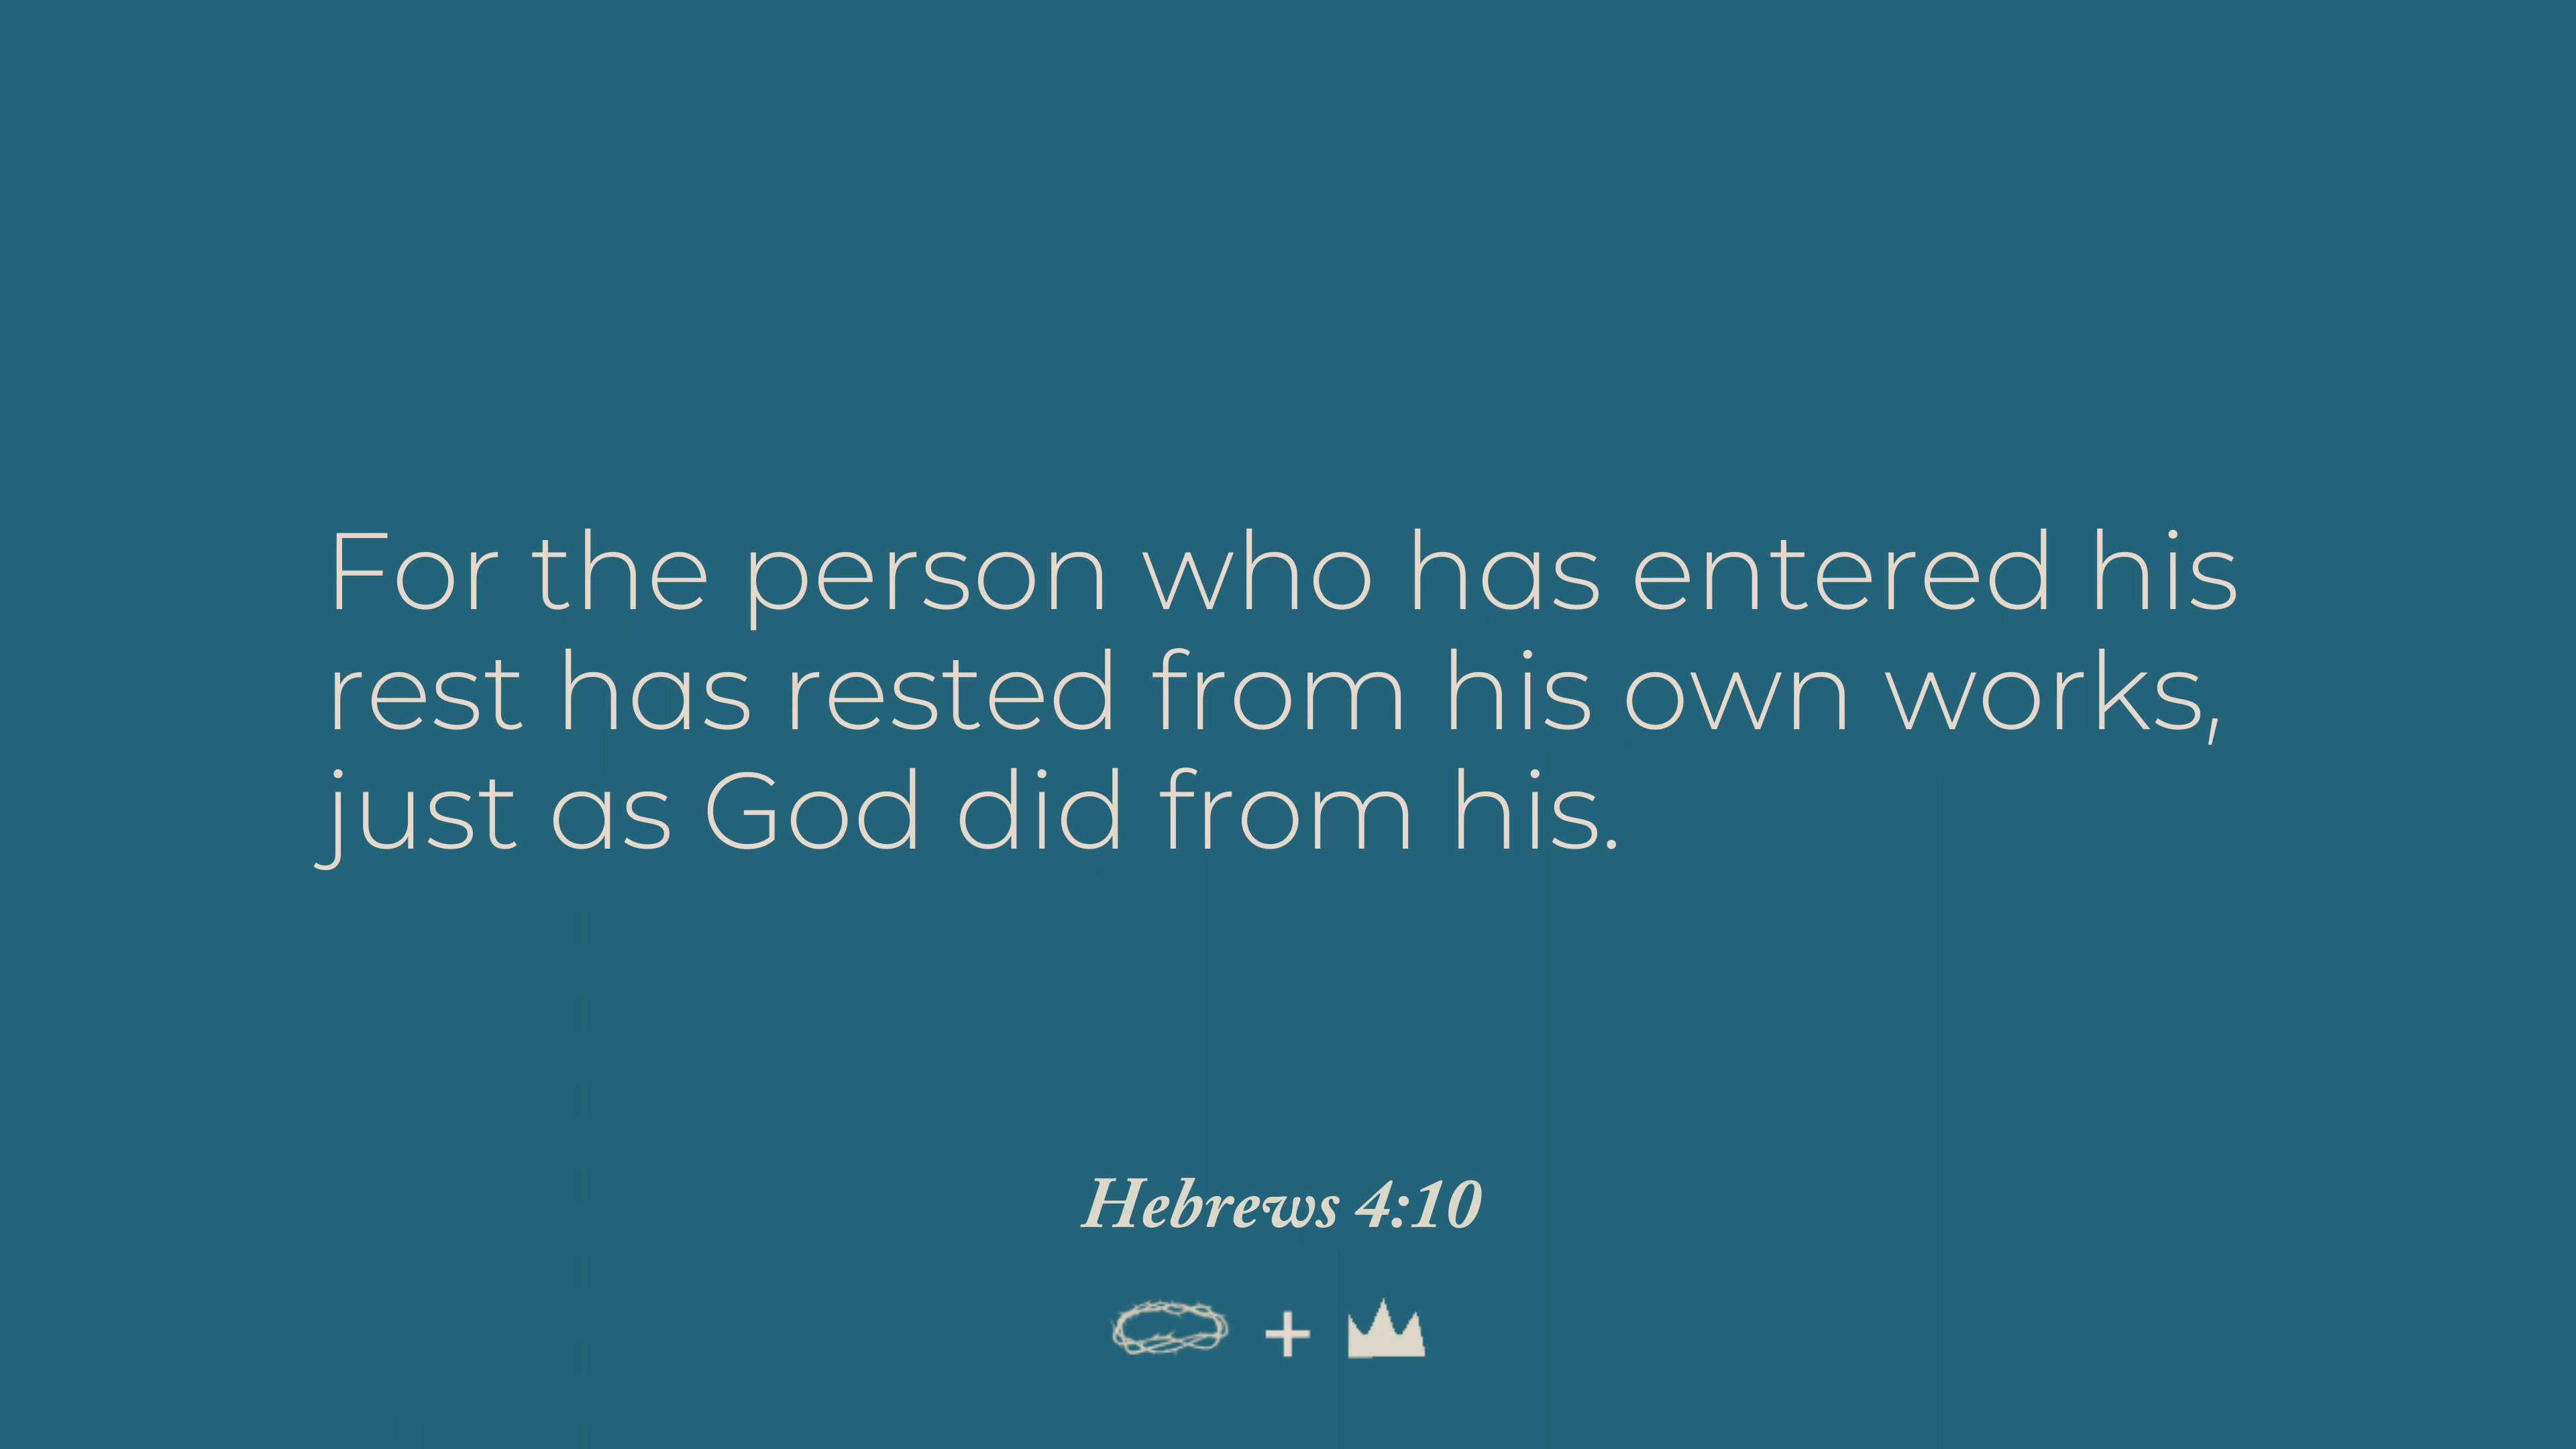 For the person who has entered his
rest has rested from his own works,
just as God did from his.
Hebrews 4:10
+